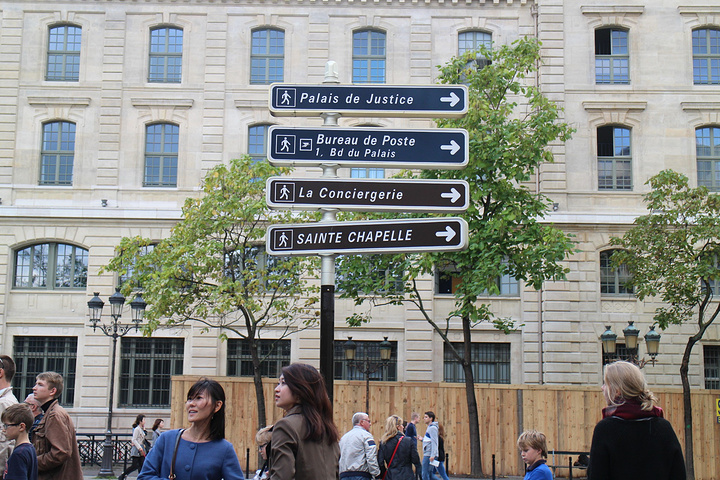 Palais de Justice
Bureau de Poste
1, Bd du Palais
La Conciergerie
SAINTE CHAPELLE